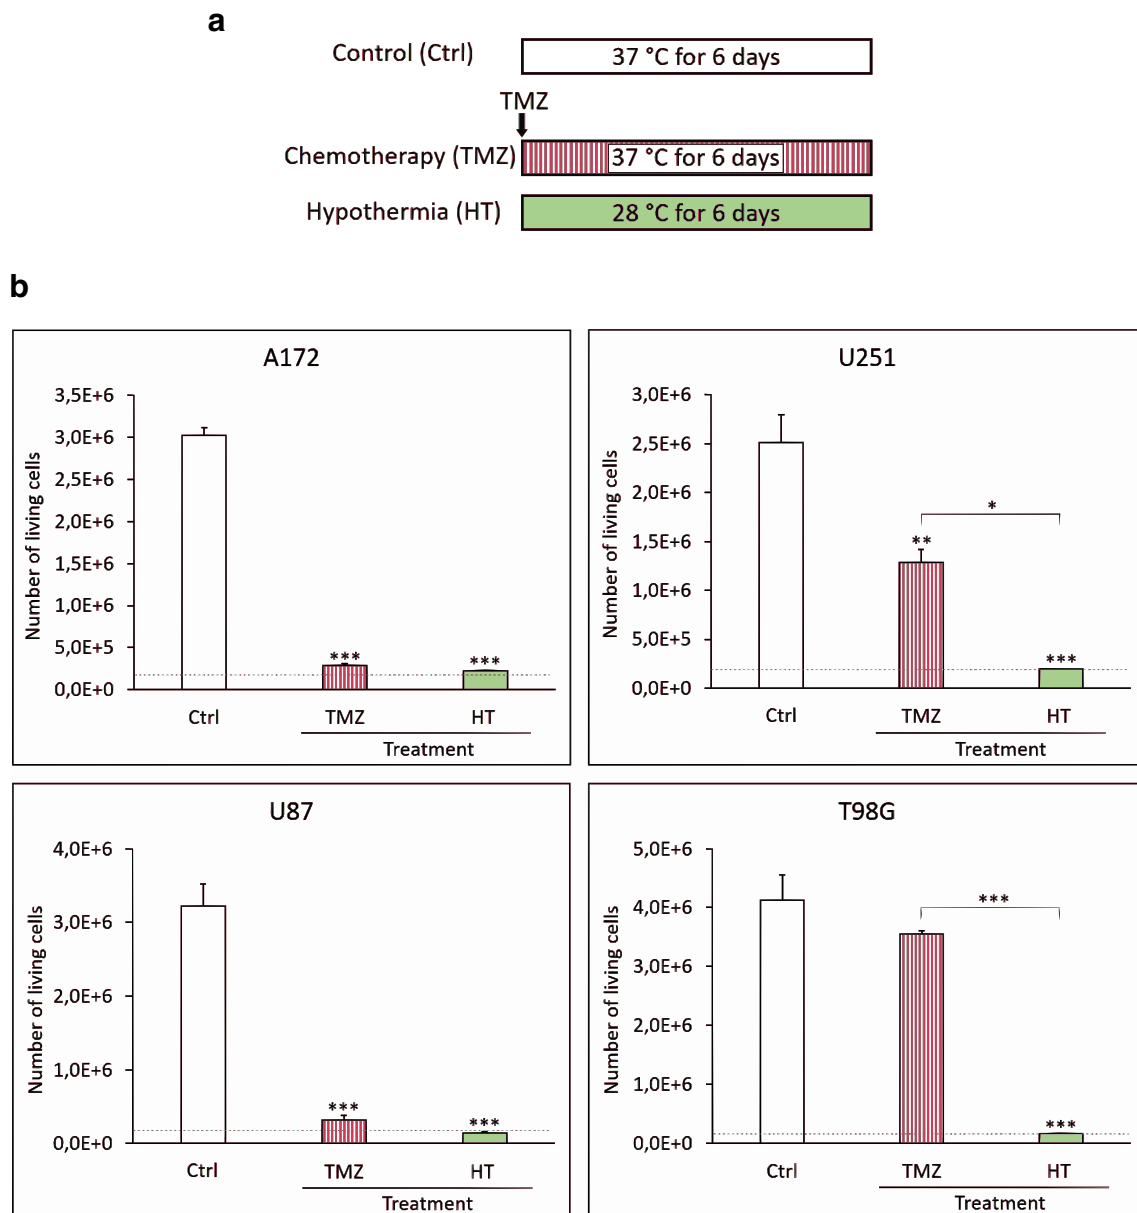 a
Control (Ctrl)
37 °C for 6 days
TMZ
Chemotherapy (TMZ)
37 °C for 6 days
Hypothermia (HT)
28 °C for 6 days
b
A172
Number of living cells
3,5E+6
3,0E+6
2,5E+6
2,0E+6
1,5E+6
1,0E+6
5,0E+5
0,0E+0
***
***
Ctrl
TMZ
HT
Treatment
U251
Number of living cells
3,0E+6
2,5E+6
2,0E+6
1,5E+6
1,0E+6
5,0E+5
0,0E+0
*
**
***
Ctrl
TMZ
HT
Treatment
U87
Number of living cells
4,0E+6
3,0E+6
2,0E+6
1,0E+6
0,0E+0
***
***
Ctrl
TMZ
HT
Treatment
T98G
Number of living cells
5,0E+6
4,0E+6
3,0E+6
2,0E+6
1,0E+6
0,0E+0
***
***
Ctrl
TMZ
HT
Treatment